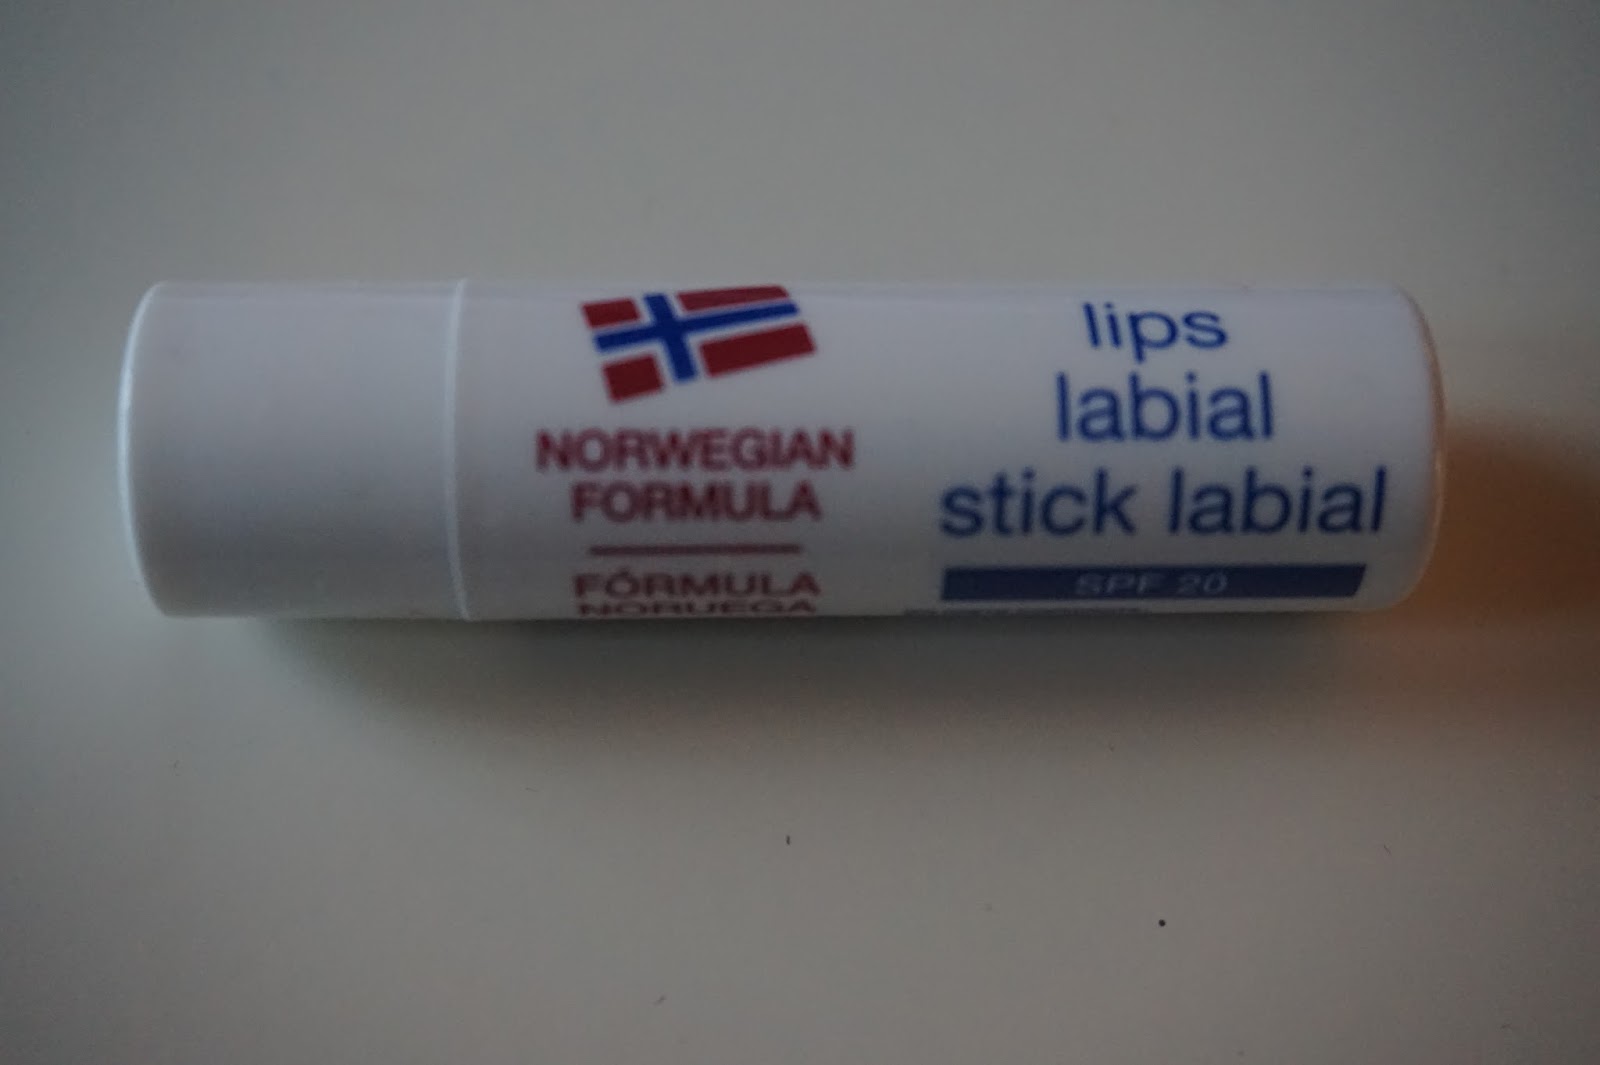 NORWEGIAN
FORMULA
FÓRMULA
NORUEGA
lips
labial
stick labial
SPF 20